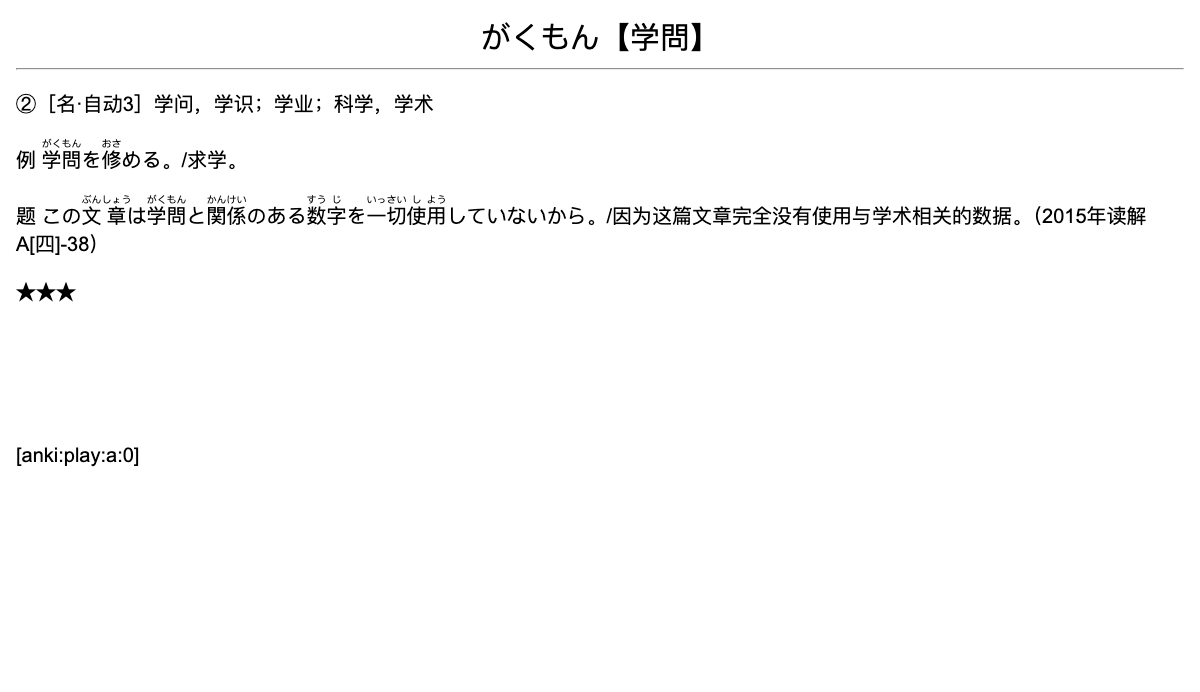 がくもん【学問】
②［名·自动3］学问，学识；学业；科学，学术
がくもん おさ
例 学問を修める。/求学。
ぶんしょう がくもん かんけい すう じ いっさい し よう
题 この文章は学問と関係のある数字を一切使用していないから。/因为这篇文章完全没有使用与学术相关的数据。（2015年读解
A[四]-38）
★★★
[anki:play:a:0]